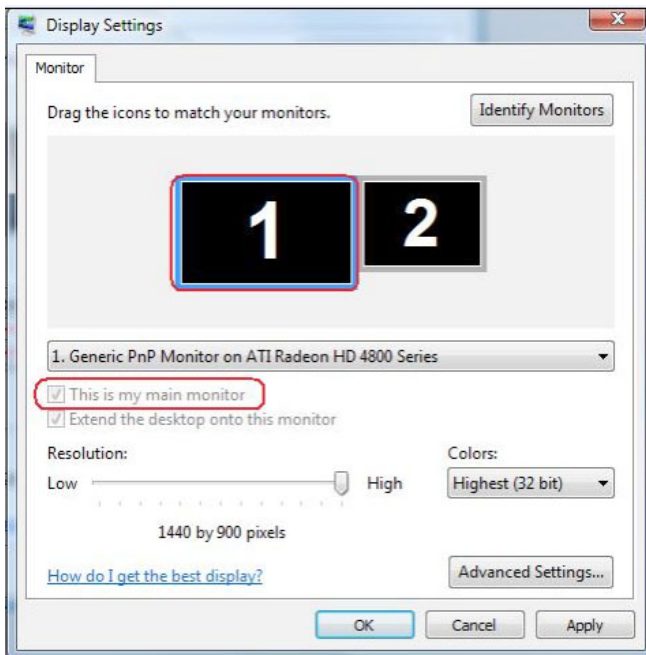 Display Settings
Monitor
Drag the icons to match your monitors.
Identify Monitors
1 2
1. Generic PnP Monitor on ATI Radeon HD 4800 Series
This is my main monitor
Extend the desktop onto this monitor
Resolution: Colors:
Low High Highest (32 bit)
1440 by 900 pixels
How do I get the best display? Advanced Settings...
OK Cancel Apply